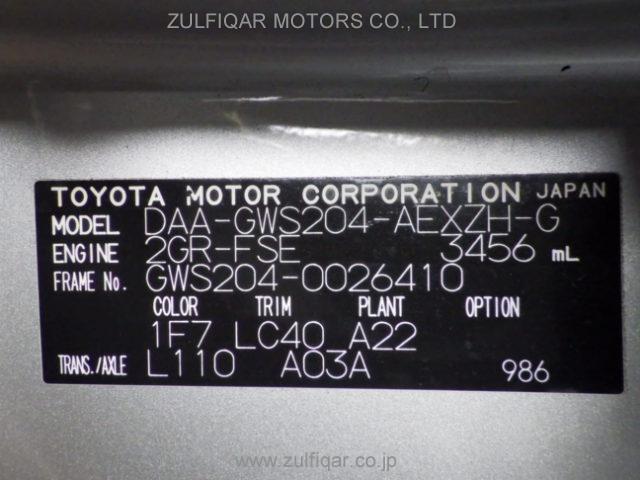 ZULFIQAR MOTORS CO., LTD
TOYOTA MOTOR CORPORATION JAPAN
MODEL DAA-GWS204-AEXZH-G
ENGINE 2GR-FSE 3456 mL
FRAME No. GWS204-0026410
COLOR TRIM PLANT OPTION
1F7 LC40 A22
TRANS./AXLE L110 A03A 986
www.zulfiqar.co.jp